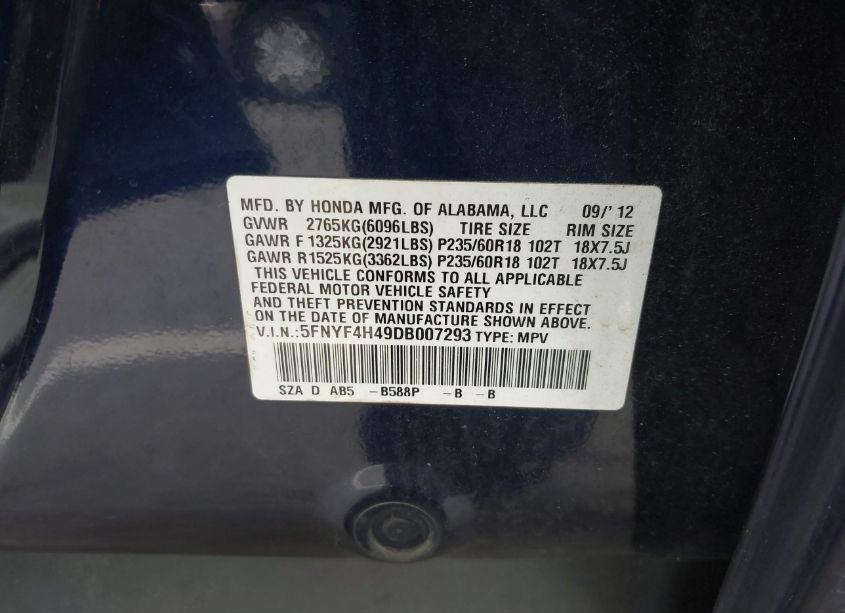 MFD. BY HONDA MFG. OF ALABAMA, LLC 09/' 12
GVWR 2765KG(6096LBS) TIRE SIZE RIM SIZE
GAWR F 1325KG(2921LBS) P235/60R18 102T 18X7.5J
GAWR R1525KG(3362LBS) P235/60R18 102T 18X7.5J
THIS VEHICLE CONFORMS TO ALL APPLICABLE
FEDERAL MOTOR VEHICLE SAFETY
AND THEFT PREVENTION STANDARDS IN EFFECT
ON THE DATE OF MANUFACTURE SHOWN ABOVE.
V.I.N.:5FNYF4H49DB007293 TYPE: MPV
SZA D AB5 -B588P -B -B